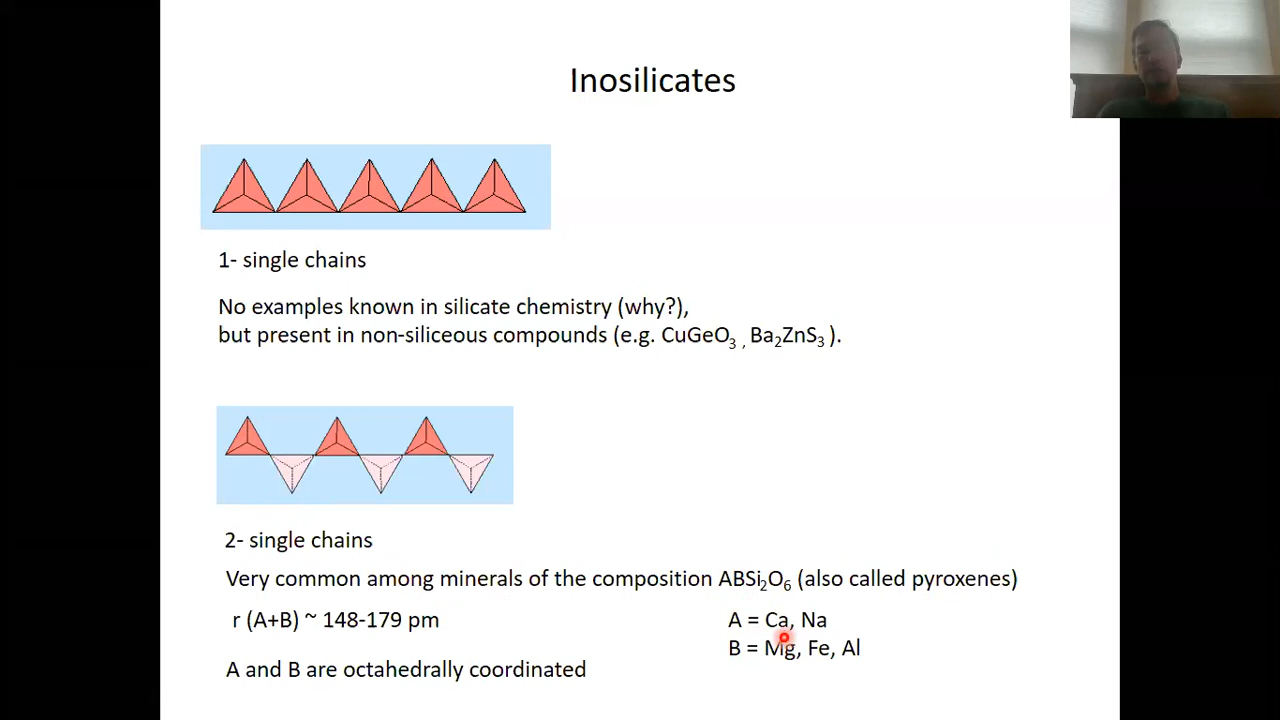 Inosilicates
1- single chains
No examples known in silicate chemistry (why?),
but present in non-siliceous compounds (e.g. CuGeO₃ , Ba₂ZnS₃ ).
2- single chains
Very common among minerals of the composition ABSi₂O₆ (also called pyroxenes)
r (A+B) ~ 148-179 pm
A = Ca, Na
B = Mg, Fe, Al
A and B are octahedrally coordinated